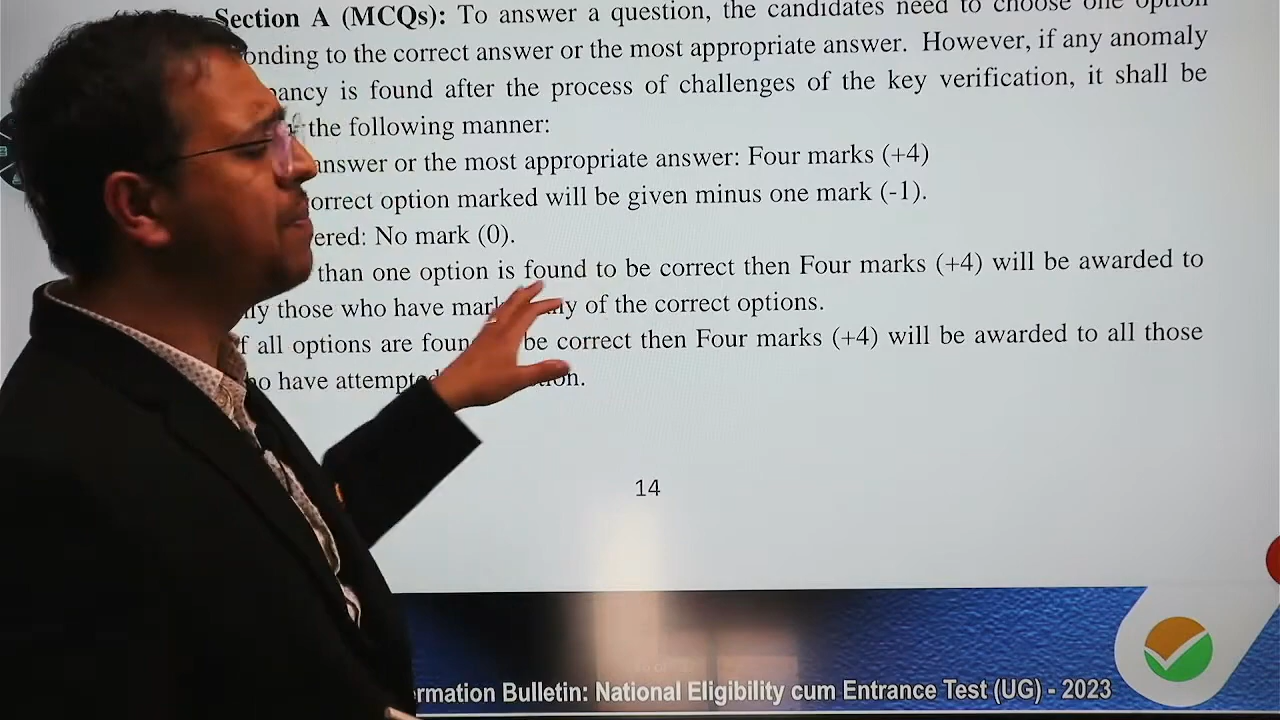 Section A (MCQs): To answer a question, the candidates need to choose one option
onding to the correct answer or the most appropriate answer. However, if any anomaly
ancy is found after the process of challenges of the key verification, it shall be
the following manner:
answer or the most appropriate answer: Four marks (+4)
orrect option marked will be given minus one mark (-1).
ered: No mark (0).
than one option is found to be correct then Four marks (+4) will be awarded to
ly those who have mar ny of the correct options.
f all options are foun be correct then Four marks (+4) will be awarded to all those
o have attempted tion.
14
rmation Bulletin: National Eligibility cum Entrance Test (UG) - 2023